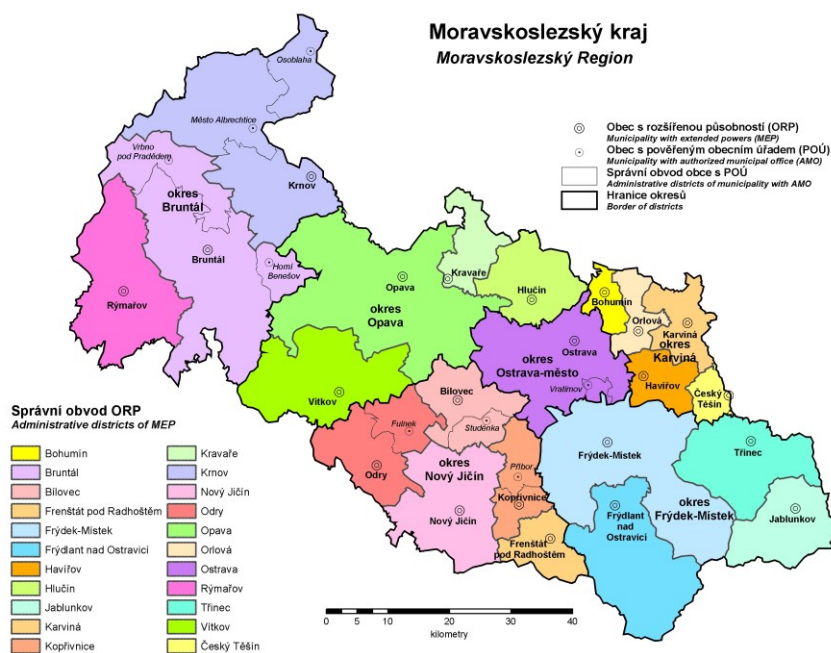 Moravskoslezský kraj
Moravskoslezský Region
Obec s rozšířenou působností (ORP)
Municipality with extended powers (MEP)
Obec s pověřeným obecním úřadem (POÚ)
Municipality with authorized municipal office (AMO)
Správní obvod obce s POÚ
Administrative districts of municipality with AMO
Hranice okresů
Border of districts
Osoblaha
Město Albrechtice
Vrbno
pod Pradědem
Krnov
okres
Bruntál
Bruntál
Horní
Benešov
Rýmařov
Opava
okres
Opava
Kravaře
Hlučín
Bohumín
Orlová
Karviná
okres
Karviná
Ostrava
okres
Ostrava-město
Vratimov
Havířov
Český
Těšín
Vítkov
Bílovec
Studénka
Fulnek
Odry
okres
Nový Jičín
Nový Jičín
Příbor
Kopřivnice
Frenštát
pod Radhoštěm
Frýdek-Místek
Třinec
okres
Frýdek-Místek
Frýdlant
nad
Ostravicí
Jablunkov
Správní obvod ORP
Administrative districts of MEP
Bohumín
Bruntál
Bílovec
Frenštát pod Radhoštěm
Frýdek-Místek
Frýdlant nad Ostravicí
Havířov
Hlučín
Jablunkov
Karviná
Kopřivnice
Kravaře
Krnov
Nový Jičín
Odry
Opava
Orlová
Ostrava
Rýmařov
Třinec
Vítkov
Český Těšín
0 5 10 20 30 40
kilometry